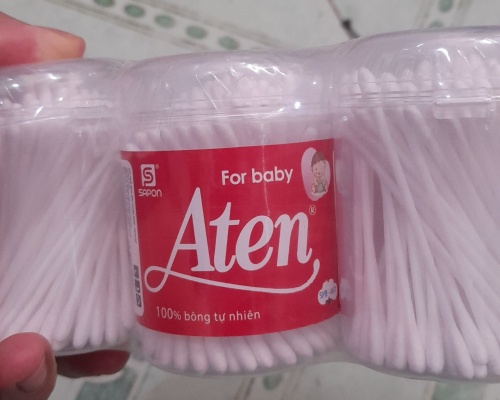 For baby
SAPON
Aten
100% bông tự nhiên